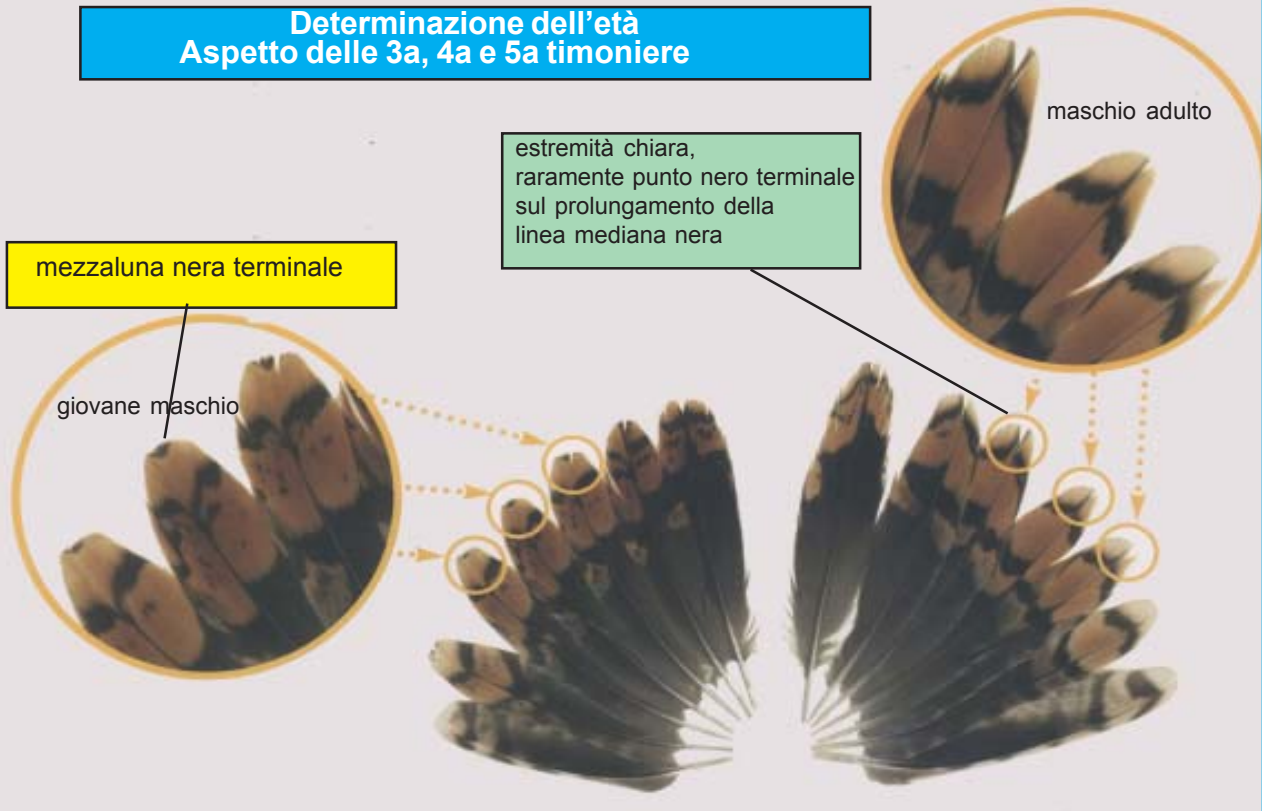 Determinazione dell'età
Aspetto delle 3a, 4a e 5a timoniere
maschio adulto
estremità chiara,
raramente punto nero terminale
sul prolungamento della
linea mediana nera
mezzaluna nera terminale
giovane maschio